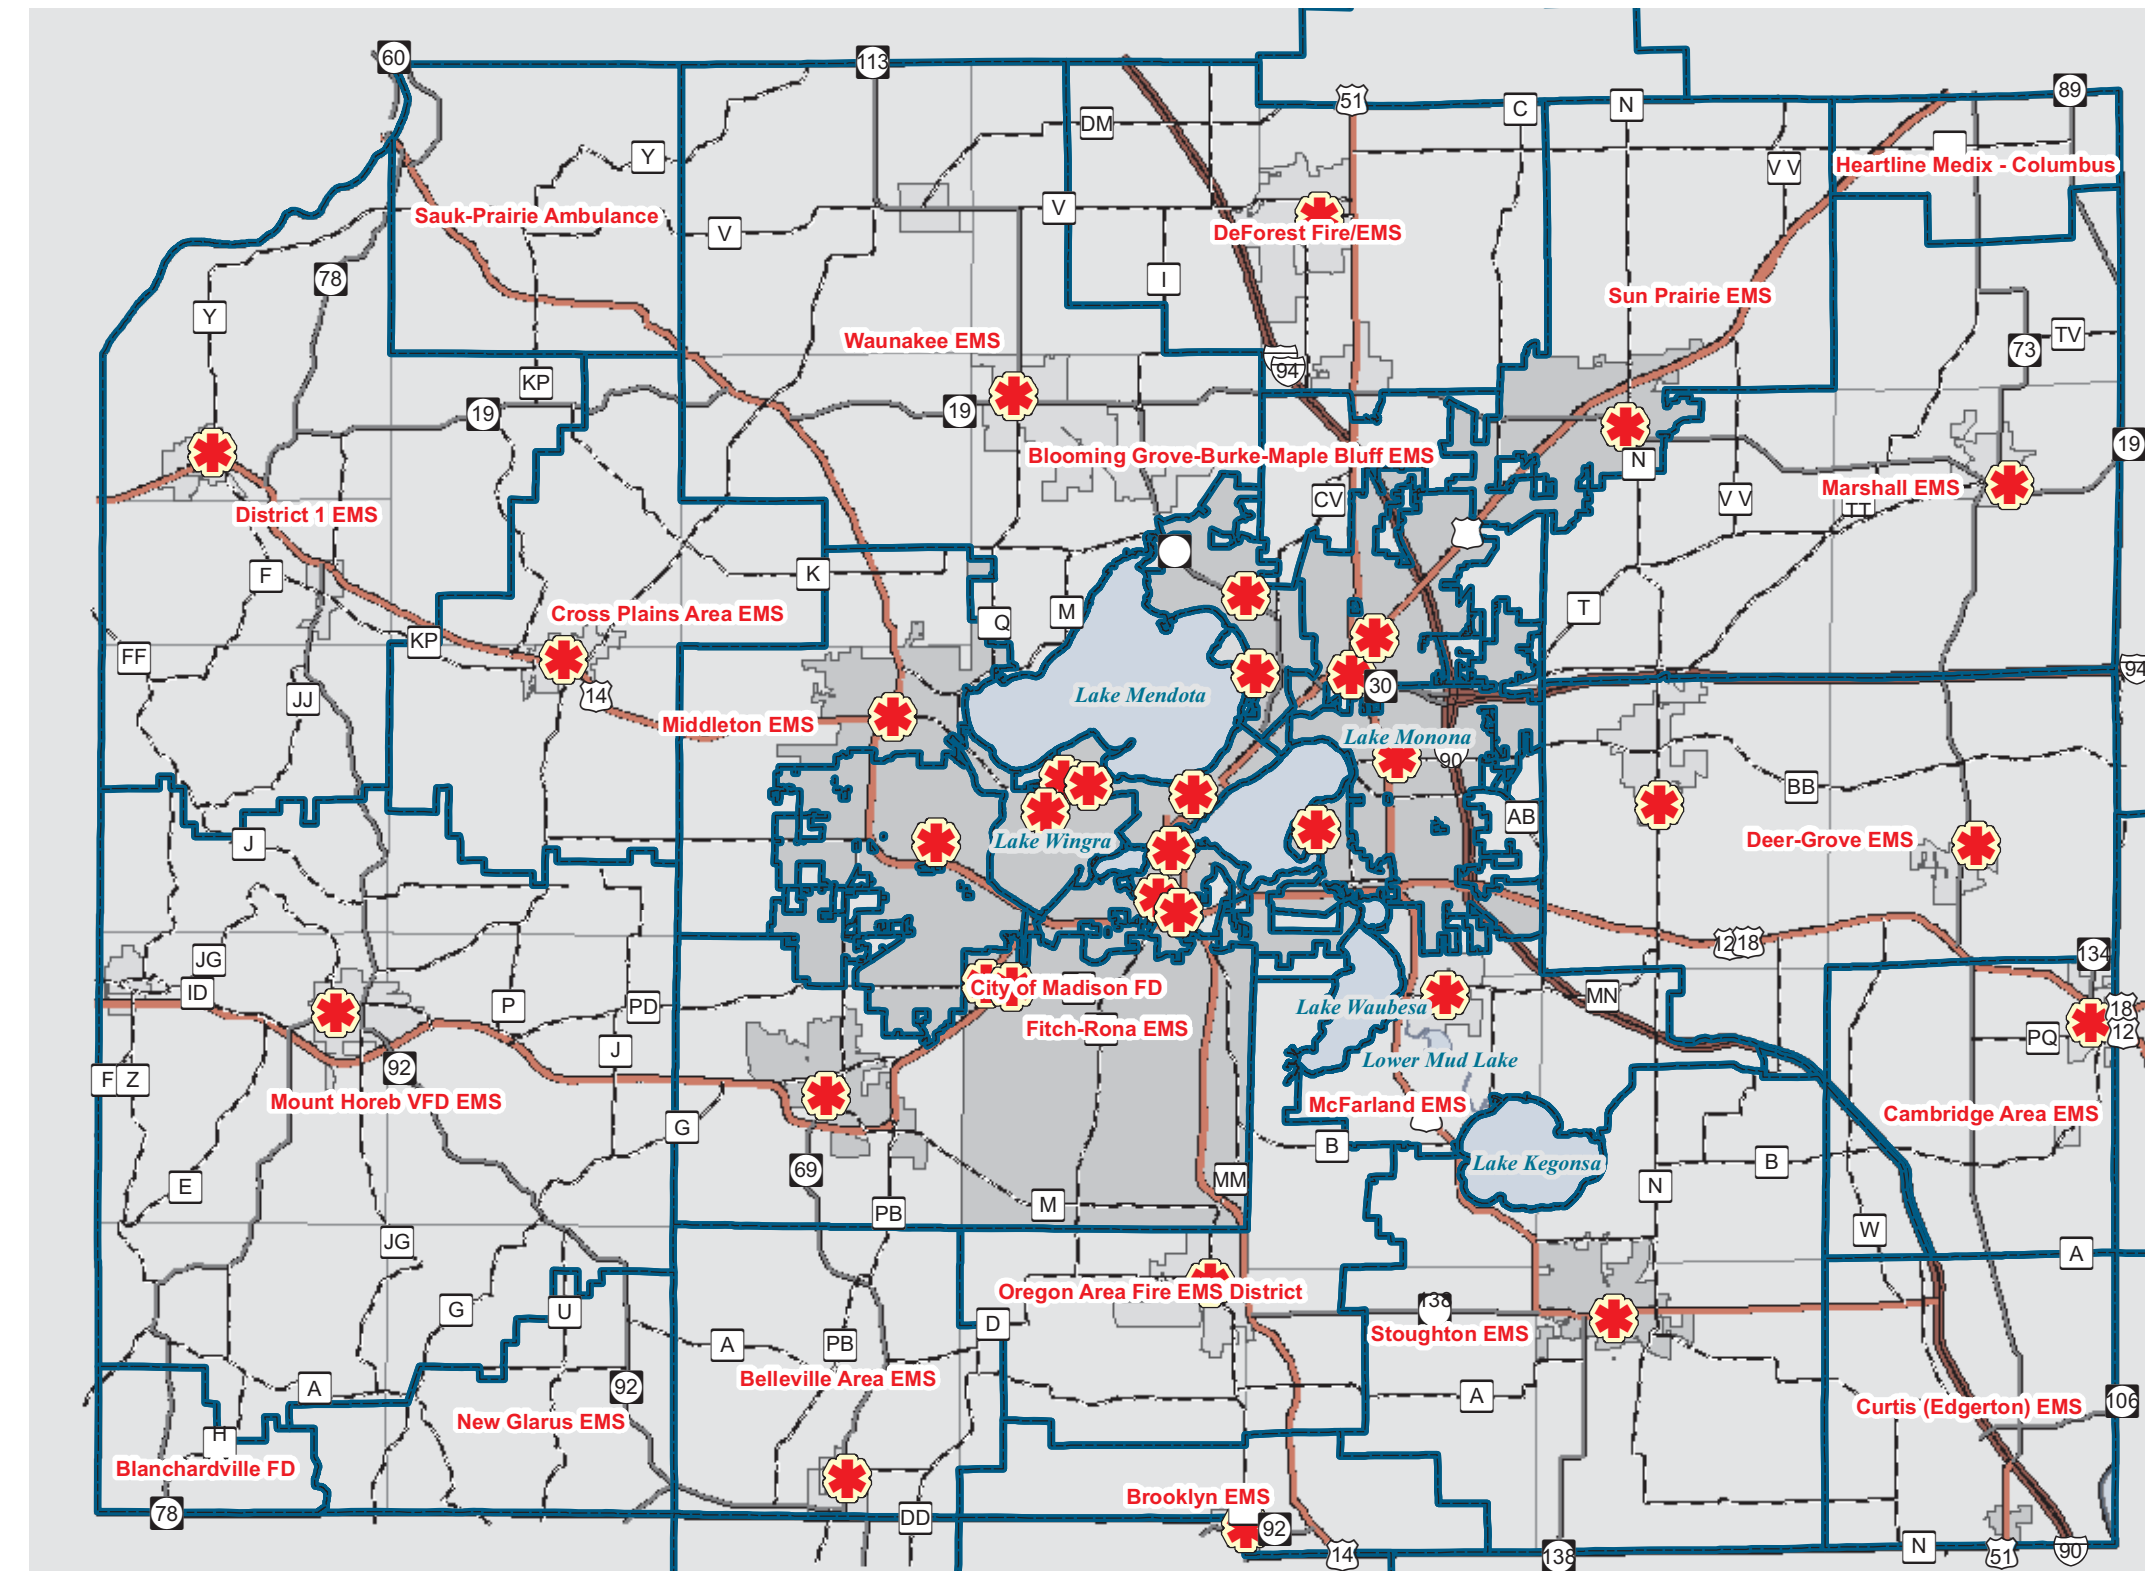 60
113
51
C
N
89
DM
Y
V V
Heartline Medix - Columbus
Sauk-Prairie Ambulance
V
V
DeForest Fire/EMS
78
I
Sun Prairie EMS
Y
Waunakee EMS
TV
73
94
KP
19
19
19
Blooming Grove-Burke-Maple Bluff EMS
N
Marshall EMS
CV
V V
TT
District 1 EMS
F
K
Cross Plains Area EMS
M
Q
T
KP
FF
94
JJ
14
Lake Mendota
30
Middleton EMS
Lake Monona
90
BB
AB
J
Lake Wingra
Deer-Grove EMS
12
18
134
JG
ID
City of Madison FD
MN
P
PD
Lake Waubesa
18
12
Fitch-Rona EMS
PQ
J
Lower Mud Lake
92
F
Z
Mount Horeb VFD EMS
McFarland EMS
Cambridge Area EMS
G
B
Lake Kegonsa
B
69
MM
E
N
M
PB
W
JG
A
Oregon Area Fire EMS District
138
G
U
D
Stoughton EMS
A
PB
Belleville Area EMS
A
92
A
Curtis (Edgerton) EMS
106
New Glarus EMS
H
Blanchardville FD
Brooklyn EMS
78
DD
92
14
138
N
51
90